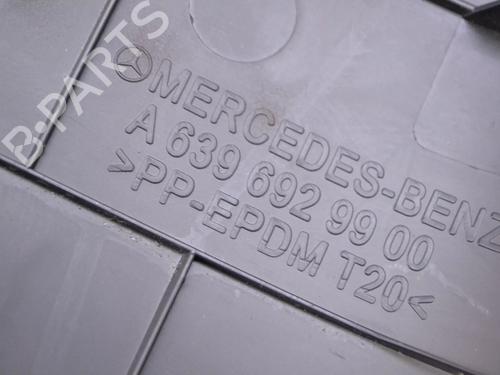 B-PARTS
MERCEDES-BENZ
A 639 692 99 00
>PP-EPDM T20<